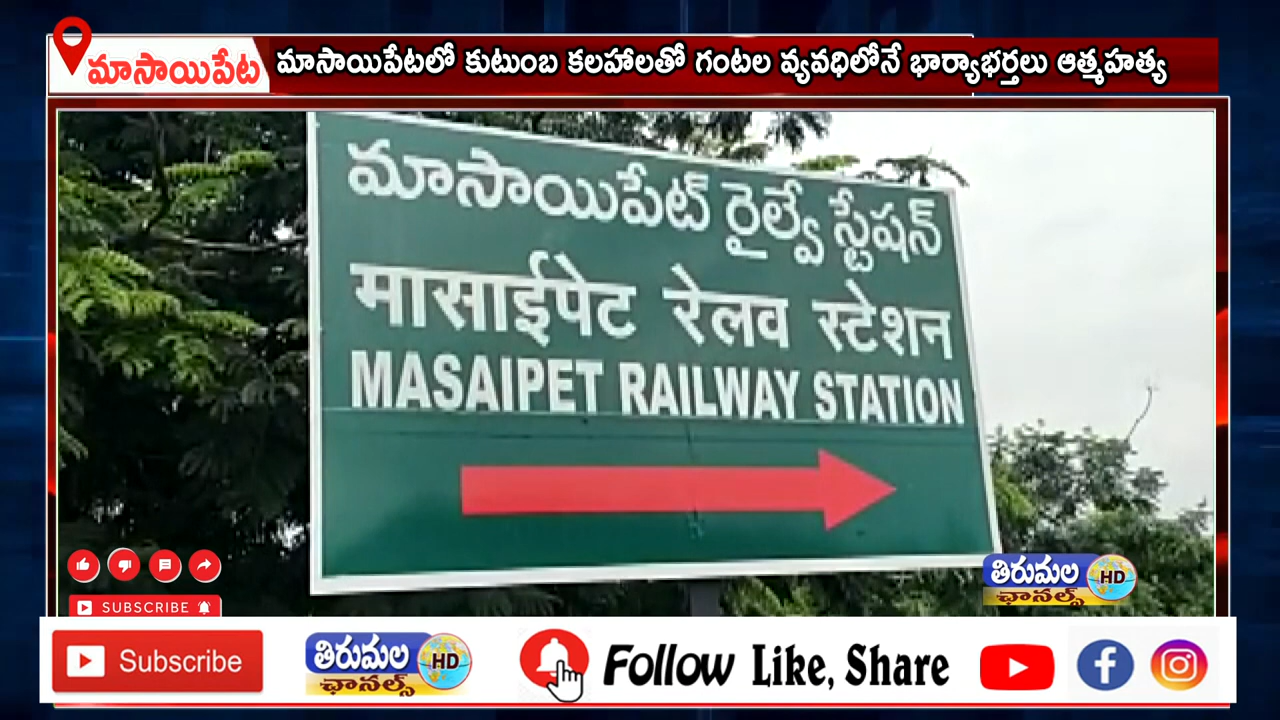 మాసాయిపేట
మాసాయిపేటలో కుటుంబ కలహాలతో గంటల వ్యవధిలోనే భార్యాభర్తలు ఆత్మహత్య
మాసాయిపేట్ రైల్వే స్టేషన్
मासाईपेट रेलव स्टेशन
MASAIPET RAILWAY STATION
తిరుమల HD
ఛానల్స్
SUBSCRIBE
Subscribe
తిరుమల HD
ఛానల్స్
Follow Like, Share